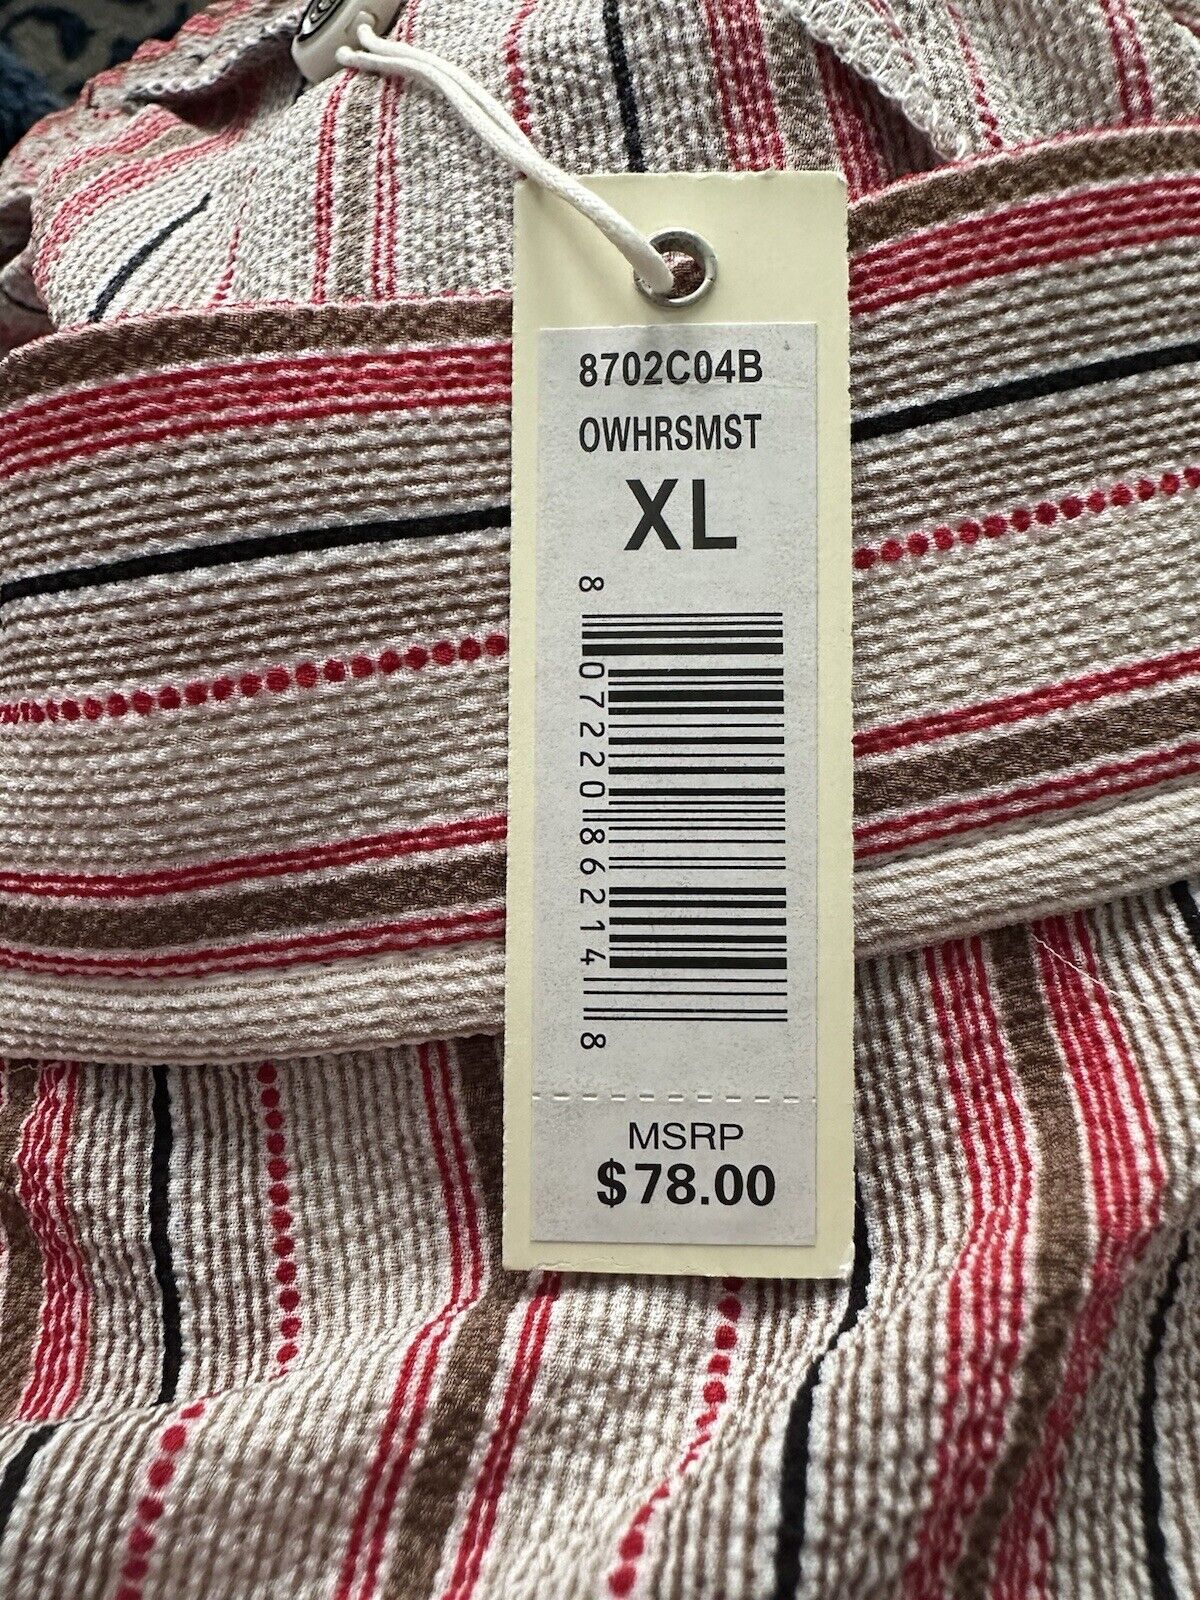 8702C04B
OWHRSMST
XL
8 07220 86214 8
MSRP
$78.00